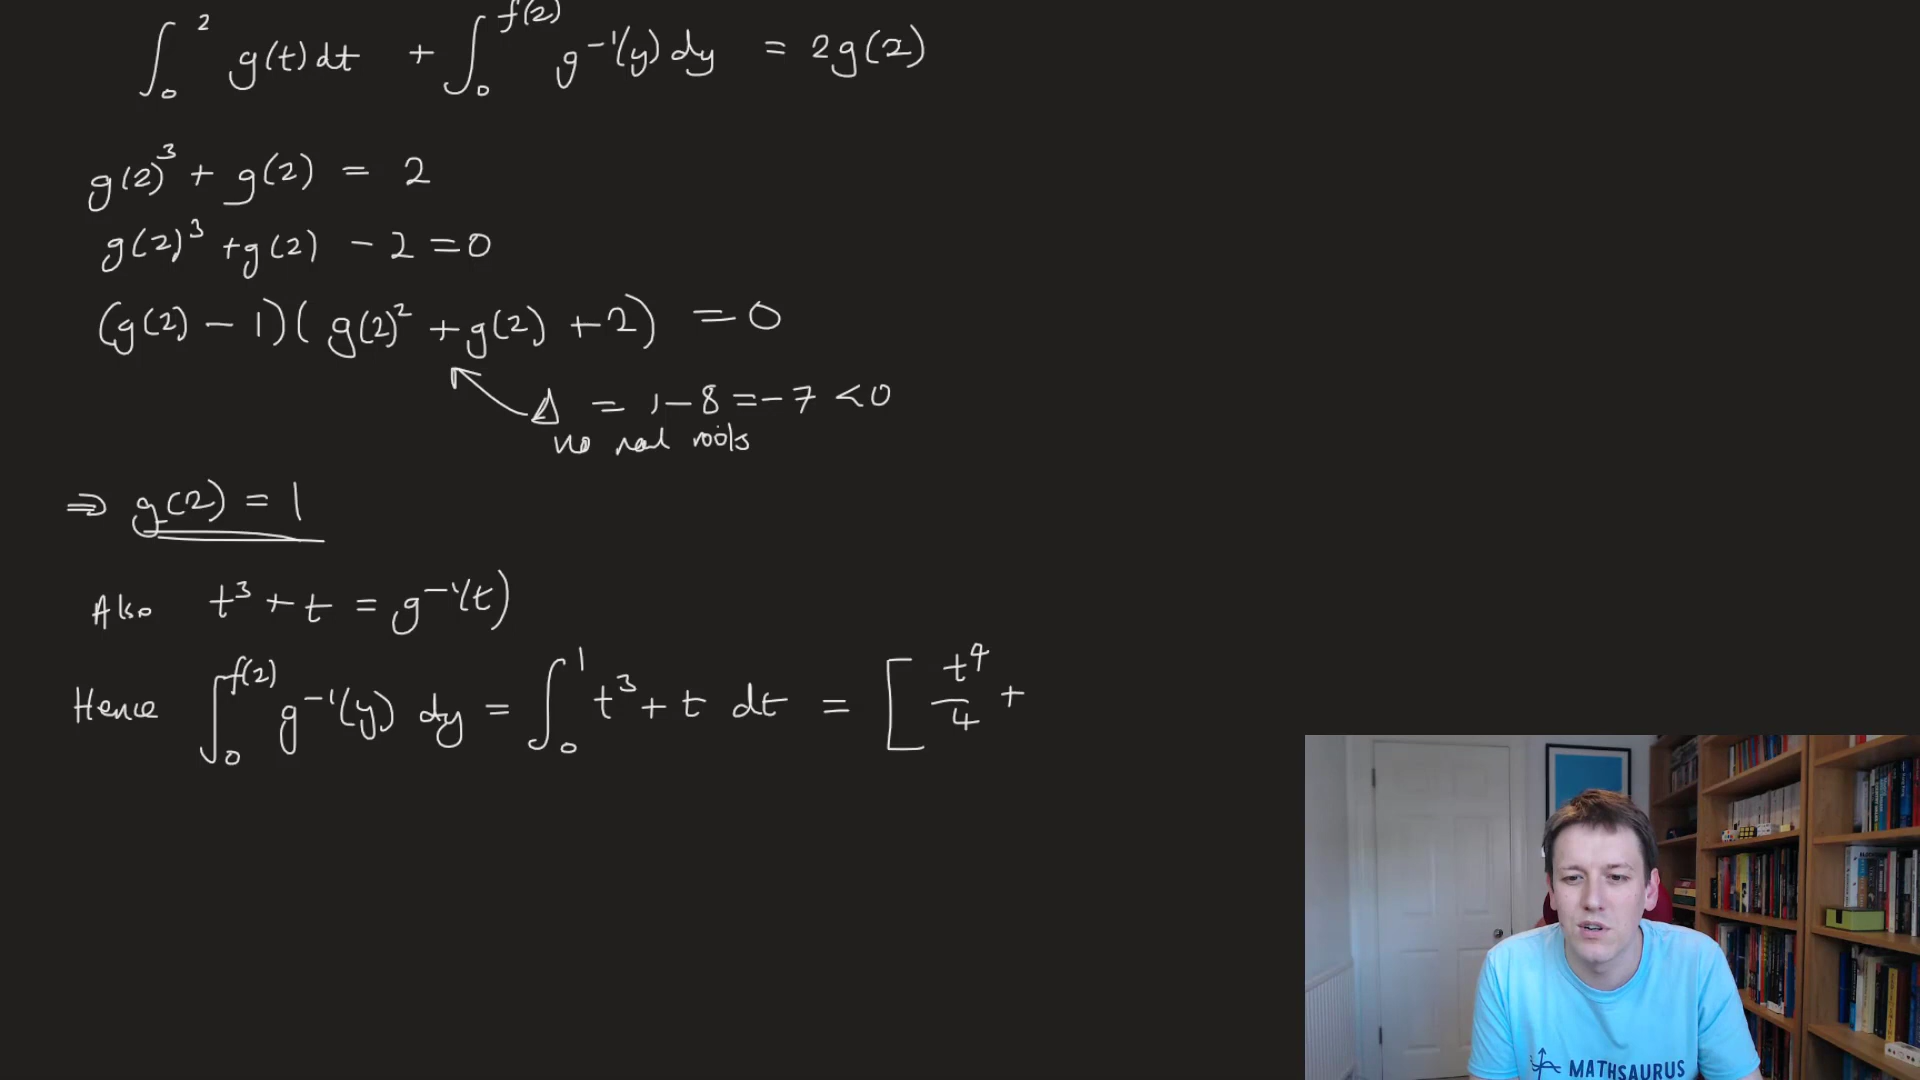 ∫₀² g(t) dt + ∫₀^f(2) g⁻¹(y) dy = 2g(2)
g(2)³ + g(2) = 2
g(2)³ + g(2) - 2 = 0
(g(2) - 1)( g(2)² + g(2) + 2) = 0
Δ = 1 - 8 = - 7 < 0
no real roots
⇒ g(2) = 1
Also t³ + t = g⁻¹(t)
Hence ∫₀^f(2) g⁻¹(y) dy = ∫₀¹ t³ + t dt = [ t⁴/4 +
MATHSAURUS